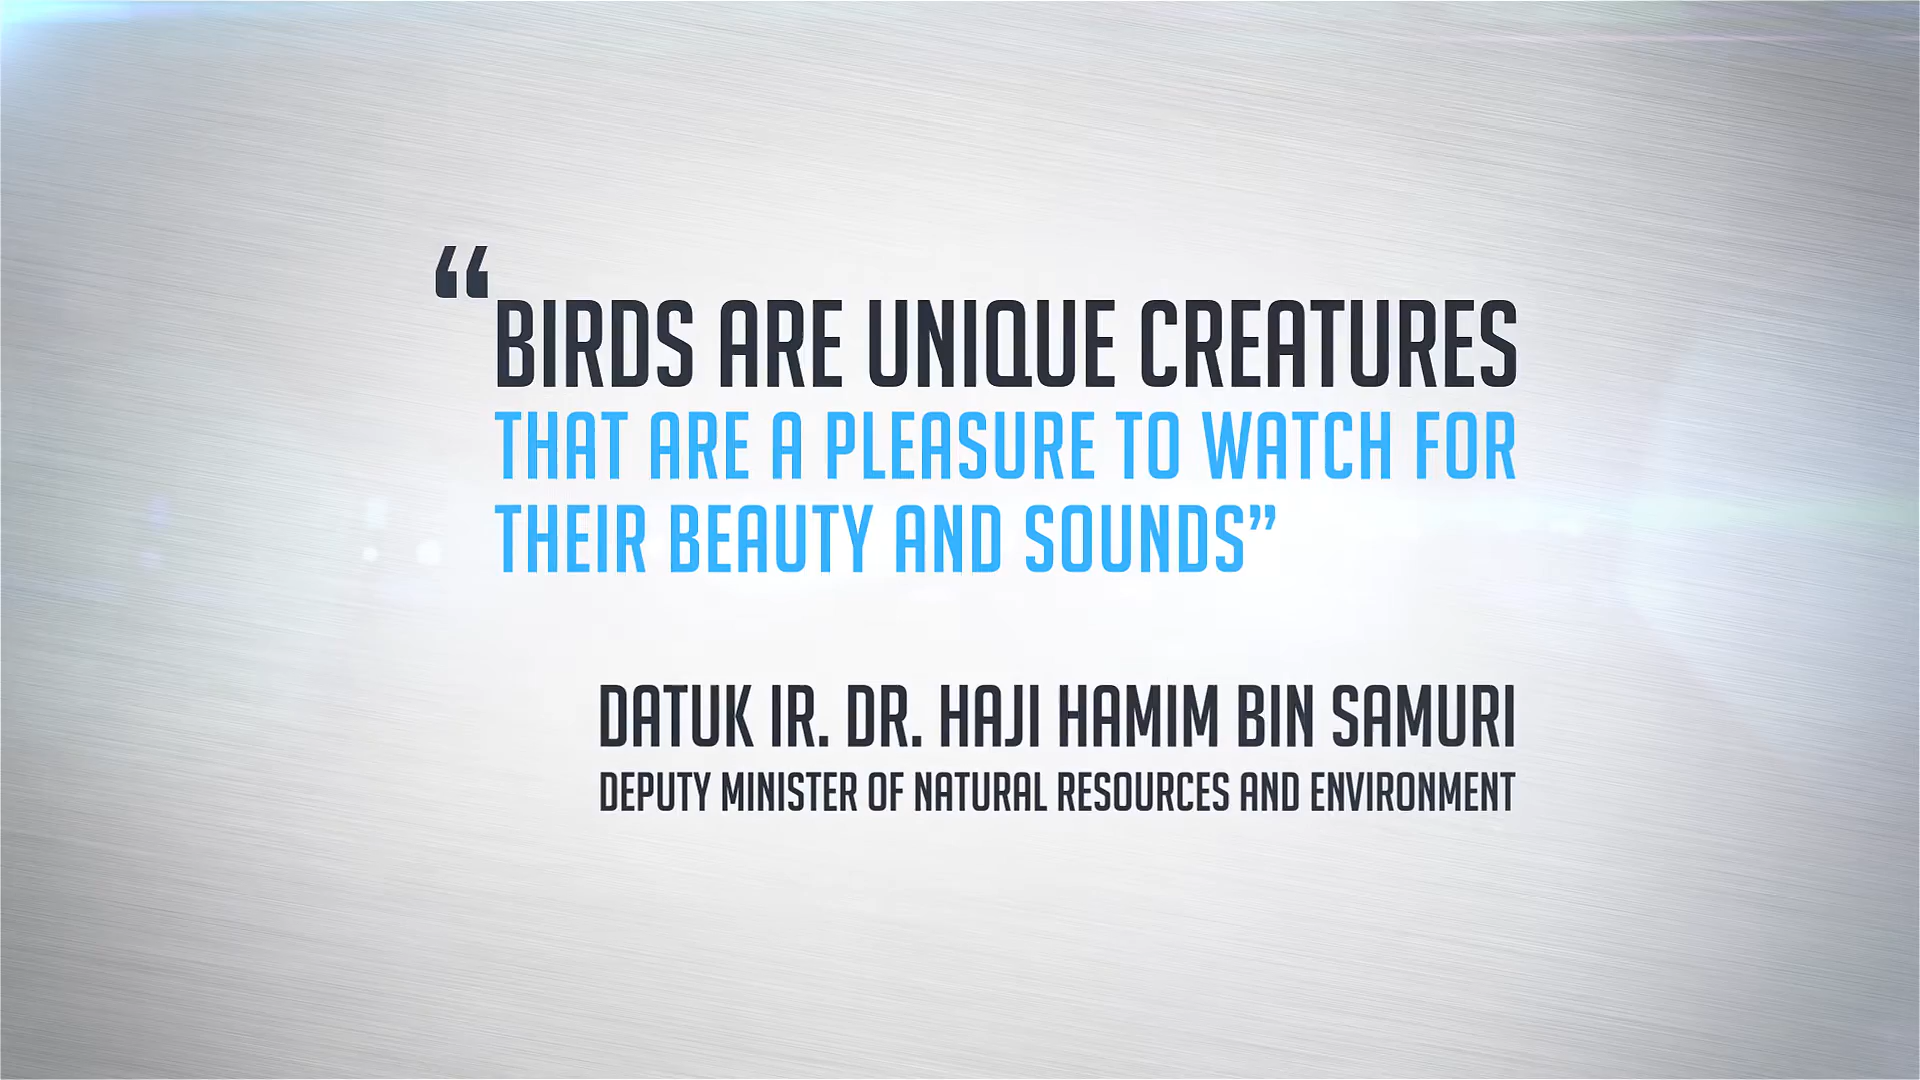 “BIRDS ARE UNIQUE CREATURES
THAT ARE A PLEASURE TO WATCH FOR
THEIR BEAUTY AND SOUNDS”
DATUK IR. DR. HAJI HAMIM BIN SAMURI
DEPUTY MINISTER OF NATURAL RESOURCES AND ENVIRONMENT